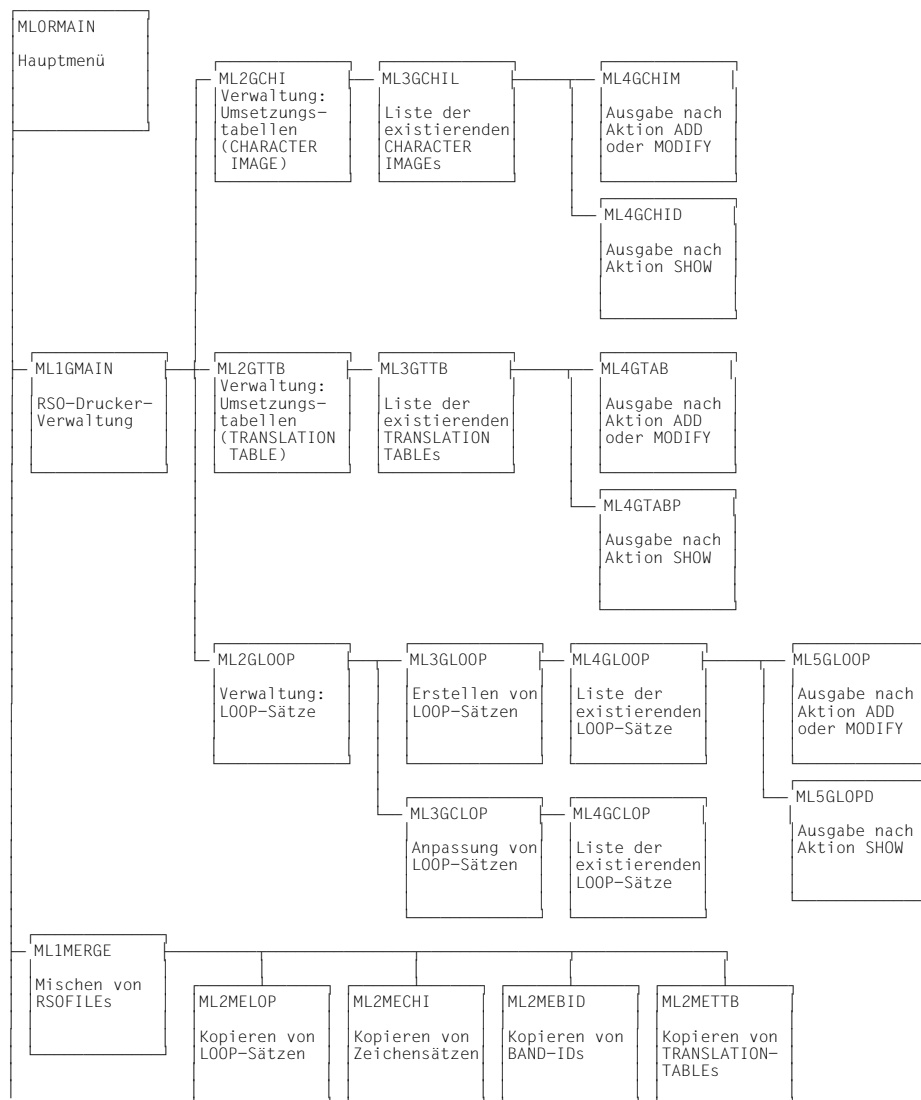 MLORMAIN
Hauptmenü
ML2GCHI
Verwaltung:
Umsetzungs-
tabellen
(CHARACTER
IMAGE)
ML3GCHIL
Liste der
existierenden
CHARACTER
IMAGEs
ML4GCHIM
Ausgabe nach
Aktion ADD
oder MODIFY
ML4GCHID
Ausgabe nach
Aktion SHOW
ML1GMAIN
RSO-Drucker-
Verwaltung
ML2GTTB
Verwaltung:
Umsetzungs-
tabellen
(TRANSLATION
TABLE)
ML3GTTB
Liste der
existierenden
TRANSLATION
TABLEs
ML4GTAB
Ausgabe nach
Aktion ADD
oder MODIFY
ML4GTABP
Ausgabe nach
Aktion SHOW
ML2GLOOP
Verwaltung:
LOOP-Sätze
ML3GLOOP
Erstellen von
LOOP-Sätzen
ML4GLOOP
Liste der
existierenden
LOOP-Sätze
ML5GLOOP
Ausgabe nach
Aktion ADD
oder MODIFY
ML5GLOPD
Ausgabe nach
Aktion SHOW
ML3GCLOP
Anpassung von
LOOP-Sätzen
ML4GCLOP
Liste der
existierenden
LOOP-Sätze
ML1MERGE
Mischen von
RSOFILEs
ML2MELOP
Kopieren von
LOOP-Sätzen
ML2MECHI
Kopieren von
Zeichensätzen
ML2MEBID
Kopieren von
BAND-IDs
ML2METTB
Kopieren von
TRANSLATION-
TABLEs